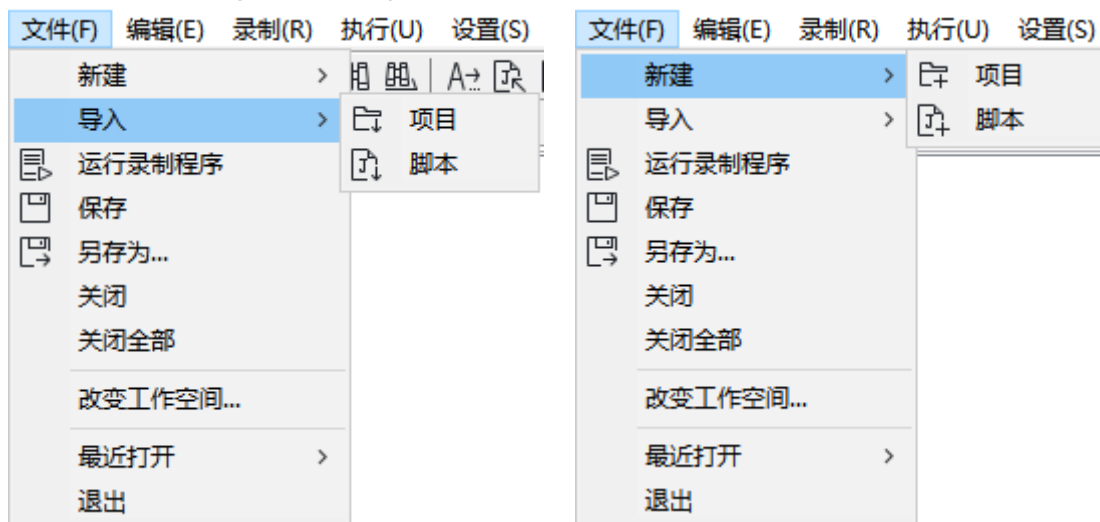 文件(F) 编辑(E) 录制(R) 执行(U) 设置(S)
新建
导入
项目
脚本
运行录制程序
保存
另存为...
关闭
关闭全部
改变工作空间...
最近打开
退出
文件(F) 编辑(E) 录制(R) 执行(U) 设置(S)
新建
项目
导入
脚本
运行录制程序
保存
另存为...
关闭
关闭全部
改变工作空间...
最近打开
退出